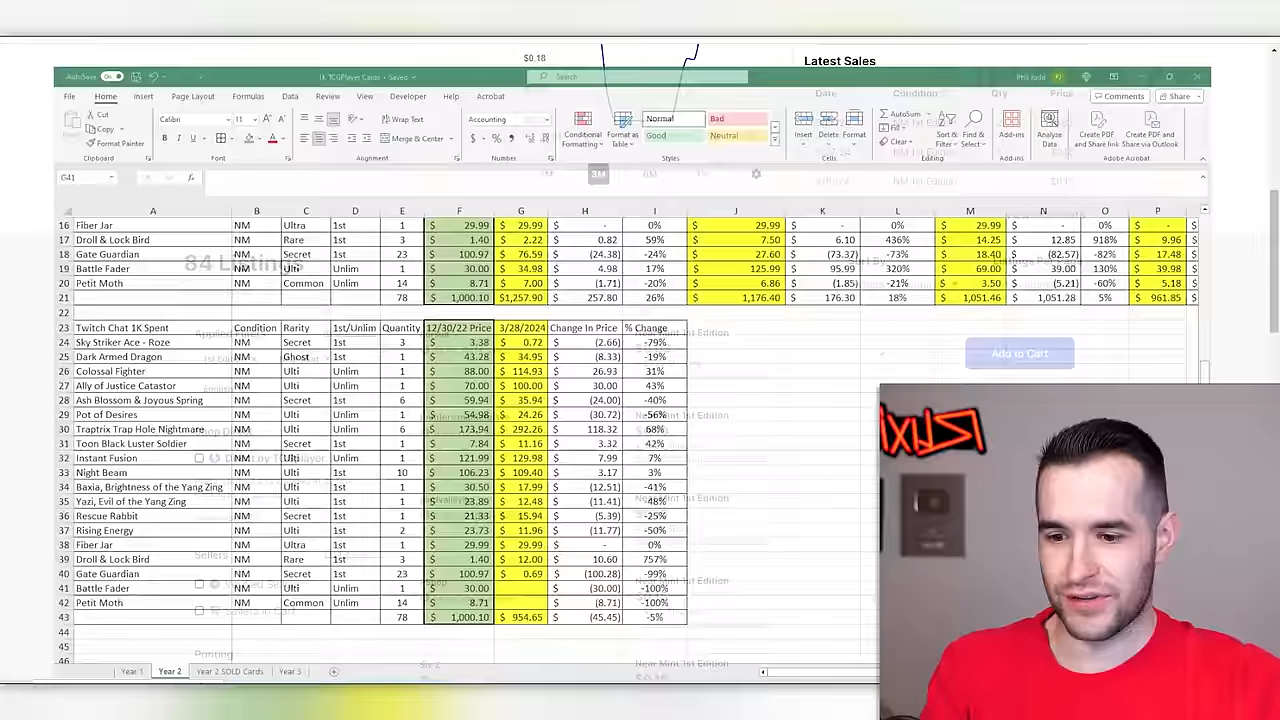 $0.18
Latest Sales
AutoSave On
TCGPlayer Cards • Saved
Search
Phil Judd
File Home Insert Page Layout Formulas Data Review View Developer Help Acrobat Comments Share
Cut Calibri 11 Wrap Text Accounting Normal Bad AutoSum
Copy Conditional Format as Good Neutral Insert Delete Format Fill Sort & Find & Add-ins Analyze Create PDF Create PDF and
Format Painter Merge & Center Formatting Table Clear Filter Select Data and Share link Share via Outlook
Clipboard Font Alignment Number Styles Cells Editing Add-ins Adobe Acrobat
3M
G41
A B C D E F G H I J K L M N O P
16 Fiber Jar NM Ultra 1st 1 $ 29.99 $ 29.99 $ - 0% $ 29.99 $ - 0% $ 29.99 $ - 0% $ -
17 Droll & Lock Bird NM Rare 1st 3 $ 1.40 $ 2.22 $ 0.82 59% $ 7.50 $ 6.10 436% $ 14.25 $ 12.85 918% $ 9.96
18 Gate Guardian NM Secret 1st 23 $ 100.97 $ 76.59 $ (24.38) -24% $ 27.60 $ (73.37) -73% $ 18.40 $ (82.57) -82% $ 17.48
19 Battle Fader NM Ulti Unlim 1 $ 30.00 $ 34.98 $ 4.98 17% $ 125.99 $ 95.99 320% $ 69.00 $ 39.00 130% $ 39.98
20 Petit Moth NM Common Unlim 14 $ 8.71 $ 7.00 $ (1.71) -20% $ 6.86 $ (1.85) -21% $ 3.50 $ (5.21) -60% $ 5.18
21 78 $ 1,000.10 $1,257.90 $ 257.80 26% $ 1,176.40 $ 176.30 18% $ 1,051.46 $ 1,051.28 5% $ 961.85
22
23 Twitch Chat 1K Spent Condition Rarity 1st/Unlim Quantity 12/30/22 Price 3/28/2024 Change In Price % Change
24 Sky Striker Ace - Roze NM Secret 1st 3 $ 3.38 $ 0.72 $ (2.66) -79%
25 Dark Armed Dragon NM Ghost 1st 1 $ 43.28 $ 34.95 $ (8.33) -19%
26 Colossal Fighter NM Ulti Unlim 1 $ 88.00 $ 114.93 $ 26.93 31%
27 Ally of Justice Catastor NM Ulti Unlim 1 $ 70.00 $ 100.00 $ 30.00 43%
28 Ash Blossom & Joyous Spring NM Secret 1st 6 $ 59.94 $ 35.94 $ (24.00) -40%
29 Pot of Desires NM Ulti Unlim 1 $ 54.98 $ 24.26 $ (30.72) -56%
30 Traptrix Trap Hole Nightmare NM Ulti Unlim 6 $ 173.94 $ 292.26 $ 118.32 68%
31 Toon Black Luster Soldier NM Secret 1st 1 $ 7.84 $ 11.16 $ 3.32 42%
32 Instant Fusion NM Ulti Unlim 1 $ 121.99 $ 129.98 $ 7.99 7%
33 Night Beam NM Ulti 1st 10 $ 106.23 $ 109.40 $ 3.17 3%
34 Baxia, Brightness of the Yang Zing NM Ulti 1st 1 $ 30.50 $ 17.99 $ (12.51) -41%
35 Yazi, Evil of the Yang Zing NM Ulti 1st 1 $ 23.89 $ 12.48 $ (11.41) -48%
36 Rescue Rabbit NM Secret 1st 1 $ 21.33 $ 15.94 $ (5.39) -25%
37 Rising Energy NM Ulti 1st 2 $ 23.73 $ 11.96 $ (11.77) -50%
38 Fiber Jar NM Ultra 1st 1 $ 29.99 $ 29.99 $ - 0%
39 Droll & Lock Bird NM Rare 1st 3 $ 1.40 $ 12.00 $ 10.60 757%
40 Gate Guardian NM Secret 1st 23 $ 100.97 $ 0.69 $ (100.28) -99%
41 Battle Fader NM Ulti Unlim 1 $ 30.00 $ (30.00) -100%
42 Petit Moth NM Common Unlim 14 $ 8.71 $ (8.71) -100%
43 78 $ 1,000.10 $ 954.65 $ (45.45) -5%
44
45
46
Year 1 Year 2 Year 2 SOLD Cards Year 3
84 Listings
Add to Cart
Near Mint 1st Edition
Sellers
Sellers in Cart
Printing